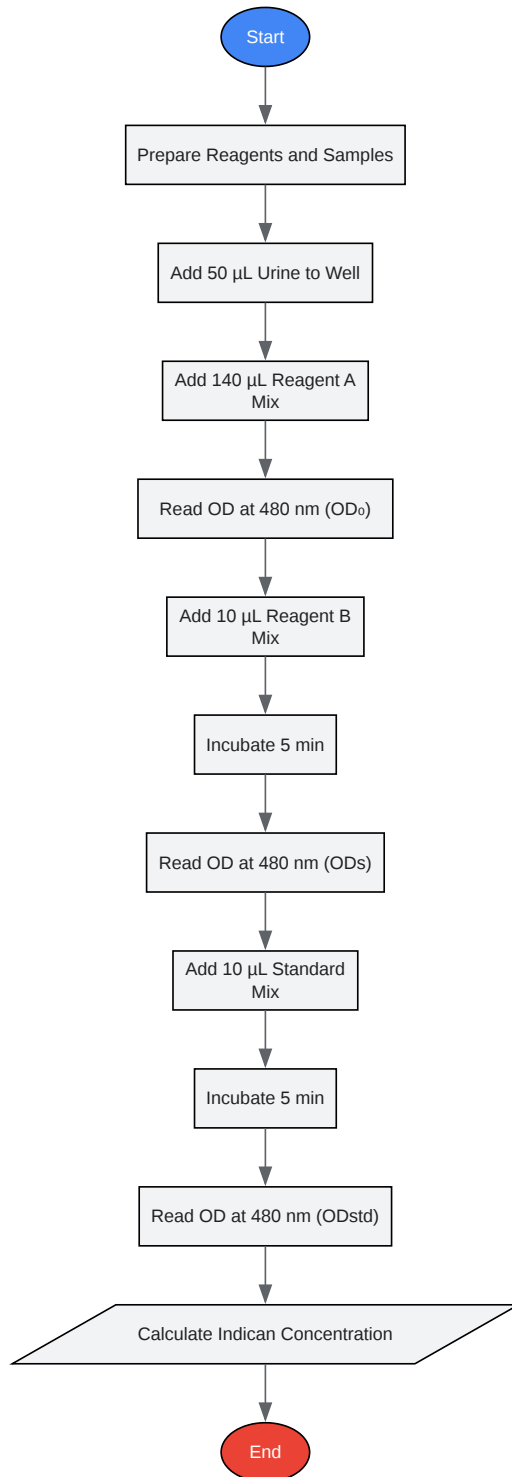 Start
Prepare Reagents and Samples
Add 50 µL Urine to Well
Add 140 µL Reagent A
Mix
Read OD at 480 nm (OD₀)
Add 10 µL Reagent B
Mix
Incubate 5 min
Read OD at 480 nm (ODs)
Add 10 µL Standard
Mix
Incubate 5 min
Read OD at 480 nm (ODstd)
Calculate Indican Concentration
End